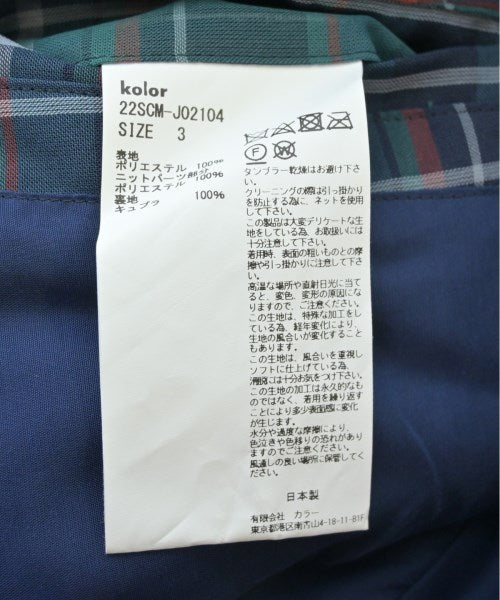 kolor
22SCM-J02104
SIZE 3
表地
ポリエステル 100%
ニットパーツ部分
ポリエステル 100%
裏地
キュプラ 100%
F W
タンブラー乾燥はお避け下さい。
クリーニングの際は引っ掛かりを防止する為に、ネットを使用して下さい。
この製品は大変デリケートな生地をしている為、お取扱いには十分注意して下さい。
着用時、表面の粗いものとの摩擦や引っ掛かりに注意して下さい。
高温な場所や直射日光に当てると、変色、変形の原因になりますので、ご注意ください。
この生地は、特殊な加工をしている為、経年変化により、生地の風合いが変化することもあります。
この生地は、風合いを重視しソフトに仕上げている為、滑脱には十分お気をつけ下さい。
この生地の加工は永久的なものではなく、着用を繰り返すことにより多少表面感に変化が生じます。
水分や過度な摩擦により、色泣きや色移りの恐れがありますのでご注意ください。
風通しの良い場所に保管してください。
日本製
有限会社 カラー
東京都港区南青山4-18-11-B1F